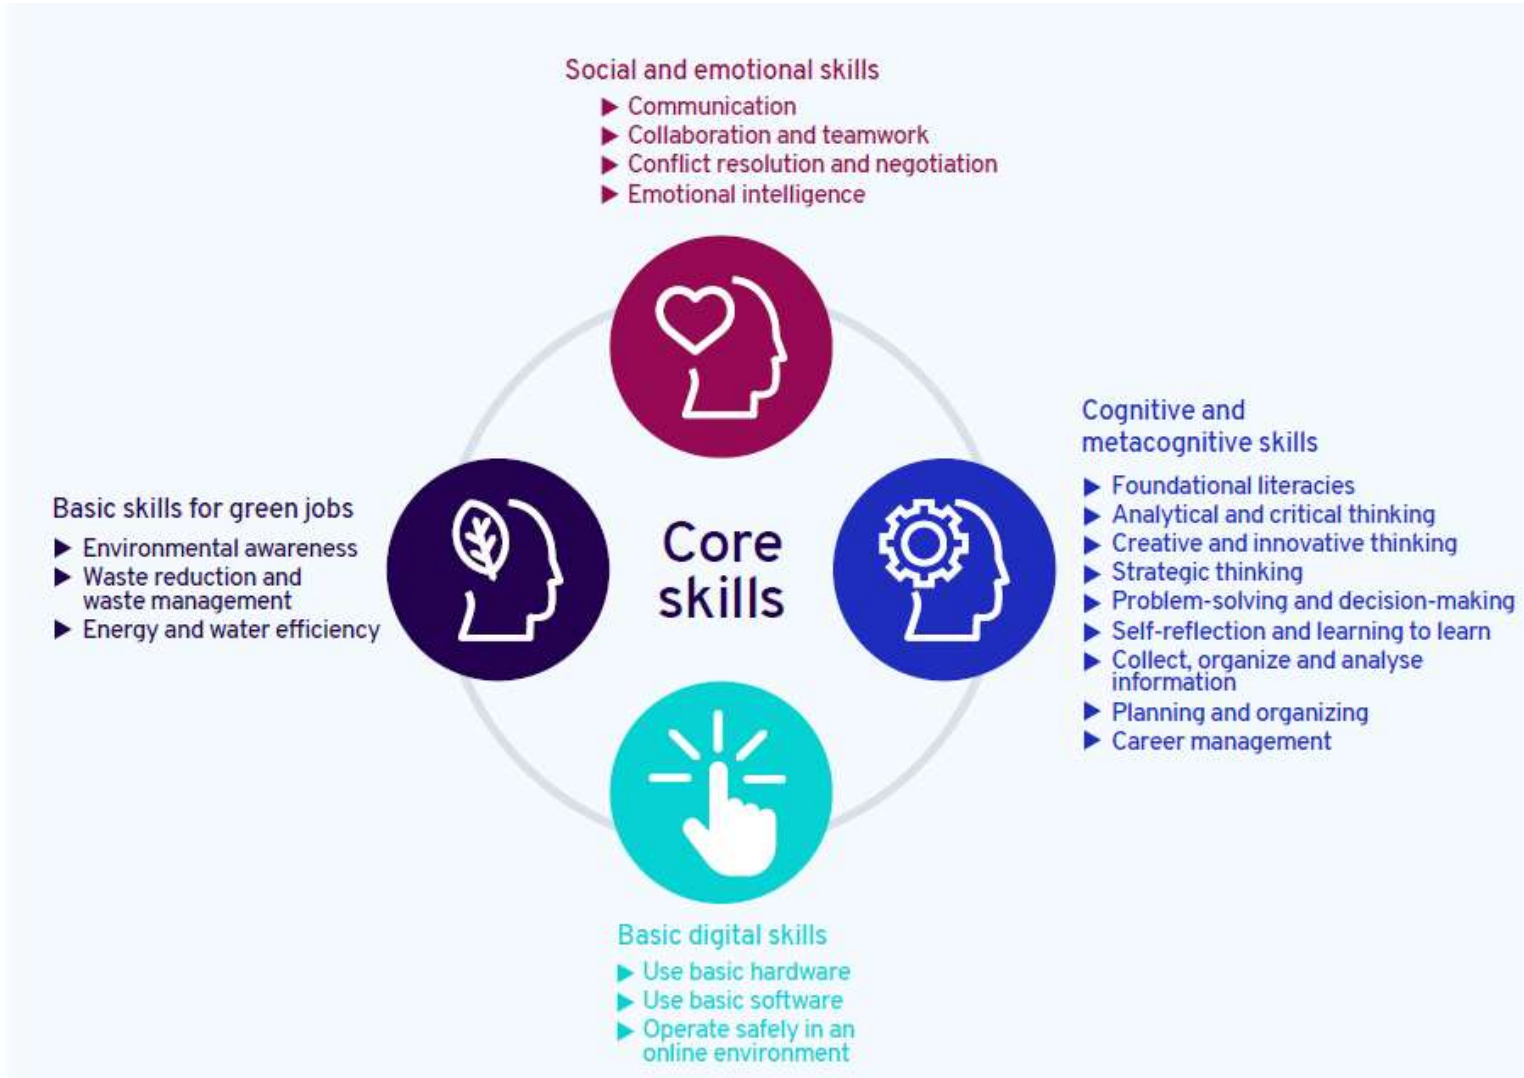 Social and emotional skills
▶ Communication
▶ Collaboration and teamwork
▶ Conflict resolution and negotiation
▶ Emotional intelligence
Cognitive and
metacognitive skills
▶ Foundational literacies
▶ Analytical and critical thinking
▶ Creative and innovative thinking
▶ Strategic thinking
▶ Problem-solving and decision-making
▶ Self-reflection and learning to learn
▶ Collect, organize and analyse
information
▶ Planning and organizing
▶ Career management
Basic skills for green jobs
▶ Environmental awareness
▶ Waste reduction and
waste management
▶ Energy and water efficiency
Core
skills
Basic digital skills
▶ Use basic hardware
▶ Use basic software
▶ Operate safely in an
online environment